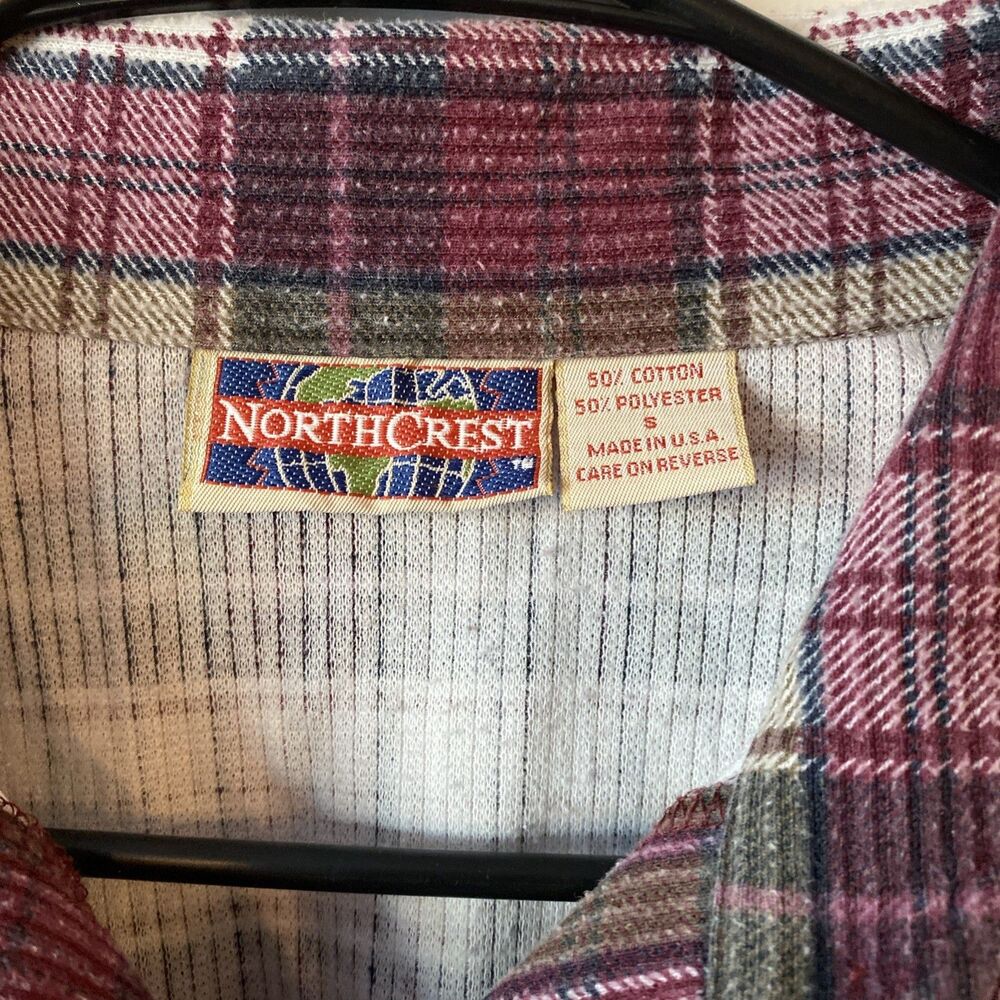 NORTHCREST
50% COTTON
50% POLYESTER
S
MADE IN U.S.A.
CARE ON REVERSE